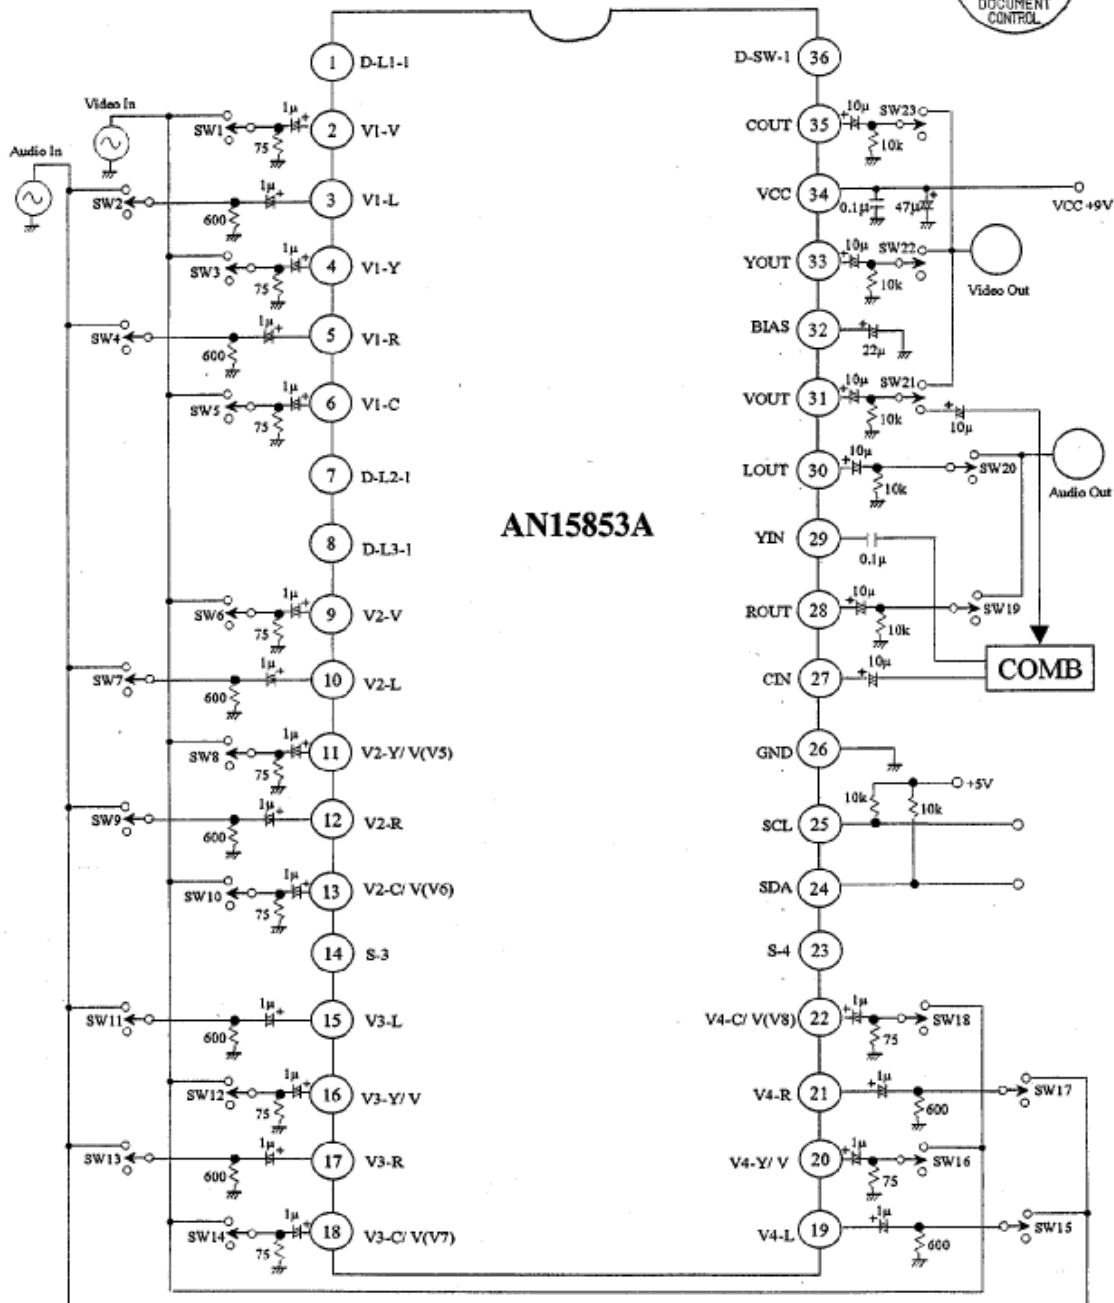 DOCUMENT
CONTROL
1 D-L1-1
D-SW-1 36
Video In
SW1 75 1μ 2 V1-V
COUT 35 10μ 10k SW23
Audio In
SW2 600 1μ 3 V1-L
VCC 34 0.1μ 47μ VCC +9V
SW3 75 1μ 4 V1-Y
YOUT 33 10μ 10k SW22
Video Out
SW4 600 1μ 5 V1-R
BIAS 32 22μ
SW5 75 1μ 6 V1-C
VOUT 31 10μ 10k SW21 10μ
7 D-L2-1
LOUT 30 10μ 10k SW20
Audio Out
AN15853A
8 D-L3-1
YIN 29 0.1μ
SW6 75 1μ 9 V2-V
ROUT 28 10μ 10k SW19
SW7 600 1μ 10 V2-L
CIN 27 10μ COMB
SW8 75 1μ 11 V2-Y/ V(V5)
GND 26
+5V
SW9 600 1μ 12 V2-R
SCL 25 10k 10k
SW10 75 1μ 13 V2-C/ V(V6)
SDA 24
14 S-3
S-4 23
SW11 600 1μ 15 V3-L
V4-C/ V(V8) 22 1μ 75 SW18
SW12 75 1μ 16 V3-Y/ V
V4-R 21 1μ 600 SW17
SW13 600 1μ 17 V3-R
V4-Y/ V 20 1μ 75 SW16
SW14 75 1μ 18 V3-C/ V(V7)
V4-L 19 1μ 600 SW15